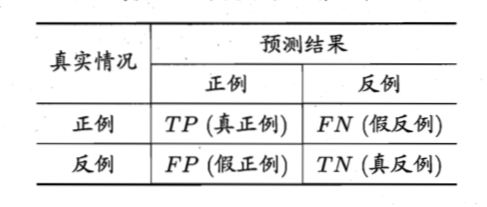 真实情况 预测结果
正例 反例
正例 TP (真正例) FN (假反例)
反例 FP (假正例) TN (真反例)